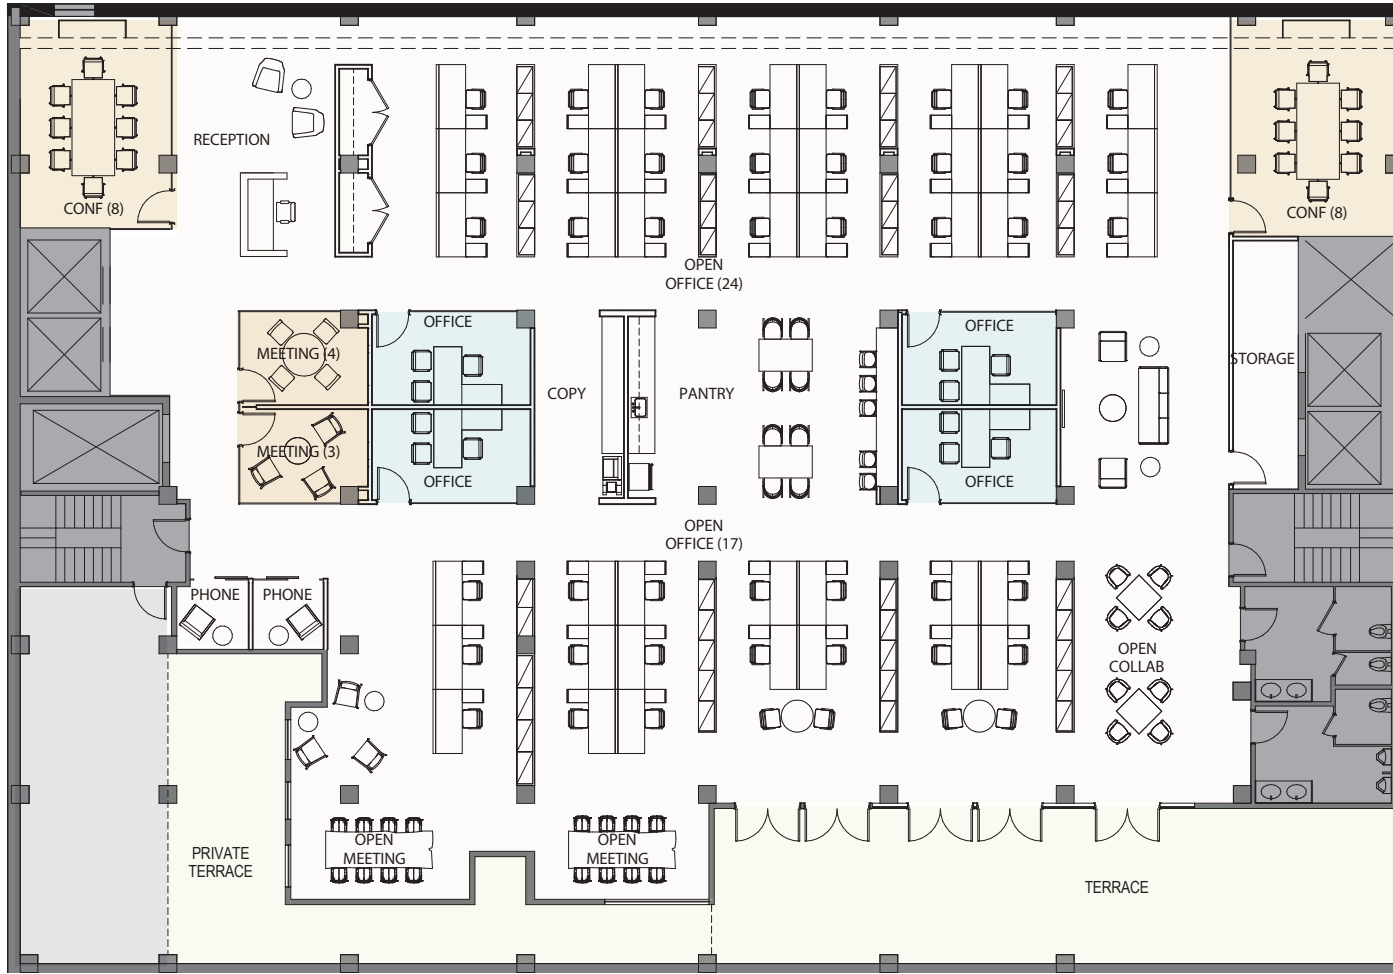 RECEPTION
CONF (8)
CONF (8)
OPEN
OFFICE (24)
OFFICE
OFFICE
MEETING (4)
STORAGE
COPY
PANTRY
MEETING (3)
OFFICE
OFFICE
OPEN
OFFICE (17)
PHONE
PHONE
OPEN
COLLAB
OPEN
MEETING
OPEN
MEETING
PRIVATE
TERRACE
TERRACE